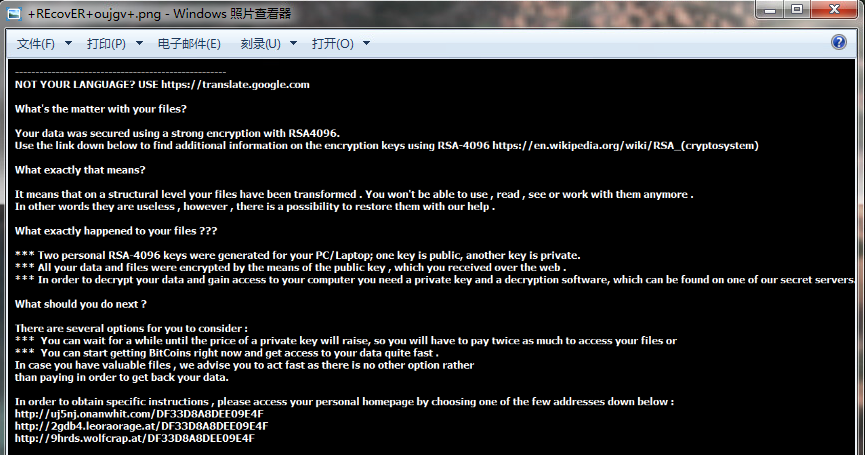 +REcovER+oujgv+.png - Windows 照片查看器
文件(F) 打印(P) 电子邮件(E) 刻录(U) 打开(O)
--------------------------------------------------------
NOT YOUR LANGUAGE? USE https://translate.google.com
What's the matter with your files?
Your data was secured using a strong encryption with RSA4096.
Use the link down below to find additional information on the encryption keys using RSA-4096 https://en.wikipedia.org/wiki/RSA_(cryptosystem)
What exactly that means?
It means that on a structural level your files have been transformed . You won't be able to use , read , see or work with them anymore .
In other words they are useless , however , there is a possibility to restore them with our help .
What exactly happened to your files ???
*** Two personal RSA-4096 keys were generated for your PC/Laptop; one key is public, another key is private.
*** All your data and files were encrypted by the means of the public key , which you received over the web .
*** In order to decrypt your data and gain access to your computer you need a private key and a decryption software, which can be found on one of our secret servers.
What should you do next ?
There are several options for you to consider :
*** You can wait for a while until the price of a private key will raise, so you will have to pay twice as much to access your files or
*** You can start getting BitCoins right now and get access to your data quite fast .
In case you have valuable files , we advise you to act fast as there is no other option rather
than paying in order to get back your data.
In order to obtain specific instructions , please access your personal homepage by choosing one of the few addresses down below :
http://uj5nj.onanwhit.com/DF33D8A8DEE09E4F
http://2gdb4.leoraorage.at/DF33D8A8DEE09E4F
http://9hrds.wolfcrap.at/DF33D8A8DEE09E4F